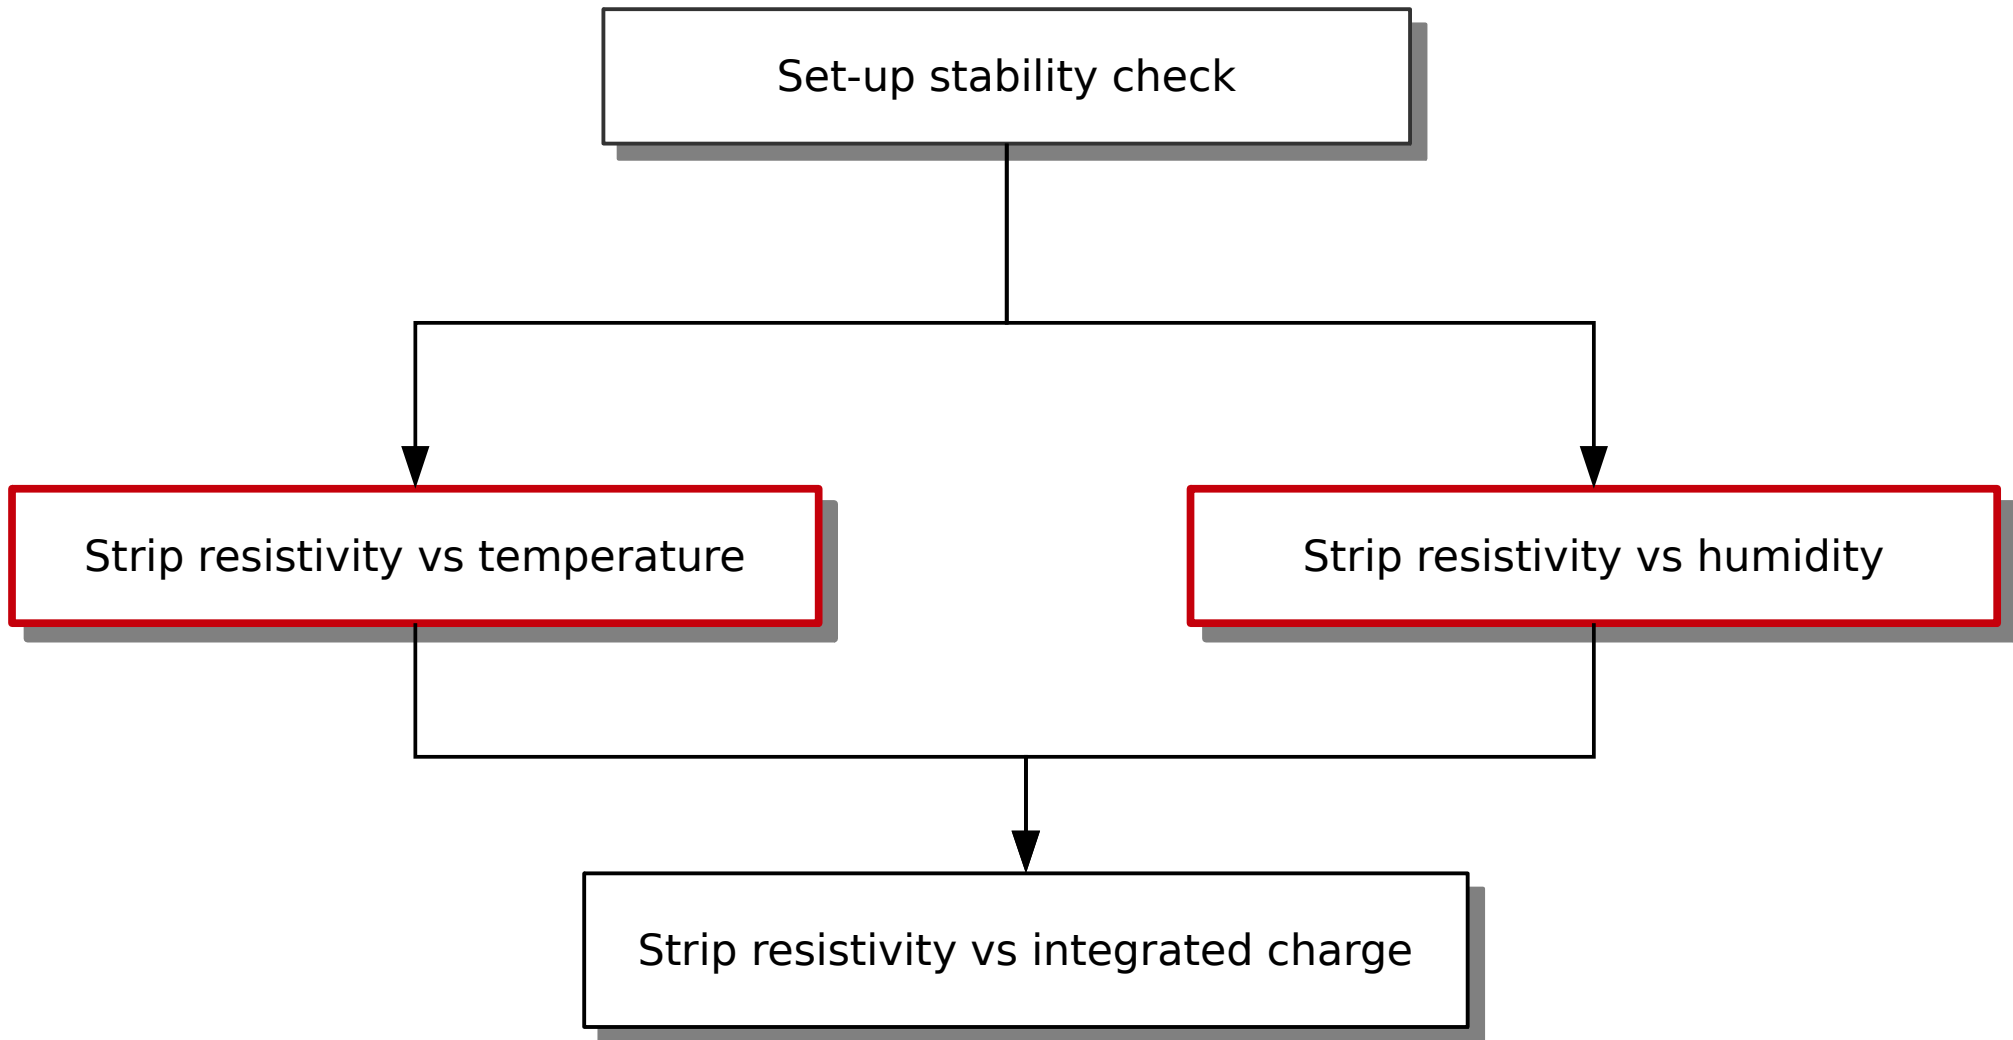 Set-up stability check
Strip resistivity vs temperature
Strip resistivity vs humidity
Strip resistivity vs integrated charge